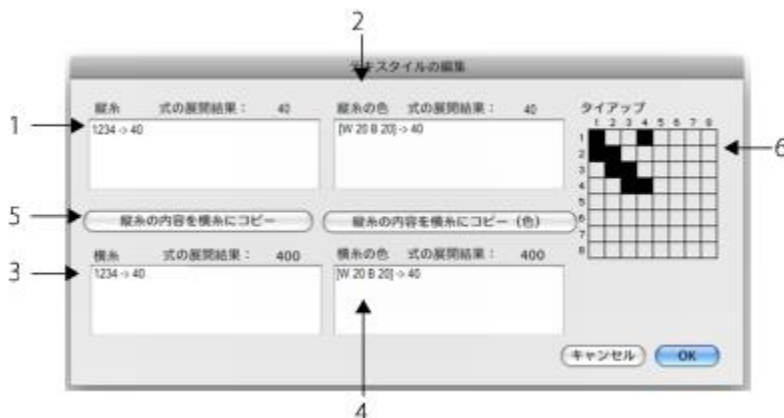 2
テキスタイルの編集
縦糸 式の展開結果： 40
縦糸の色 式の展開結果： 40
タイアップ
1 2 3 4 5 6 7 8
1
1234 -> 40
[W 20 B 20] -> 40
1
2
3
4
5
6
7
8
6
5
縦糸の内容を横糸にコピー
縦糸の内容を横糸にコピー（色）
横糸 式の展開結果： 400
横糸の色 式の展開結果： 400
3
1234 -> 40
[W 20 B 20] -> 40
キャンセル
OK
4